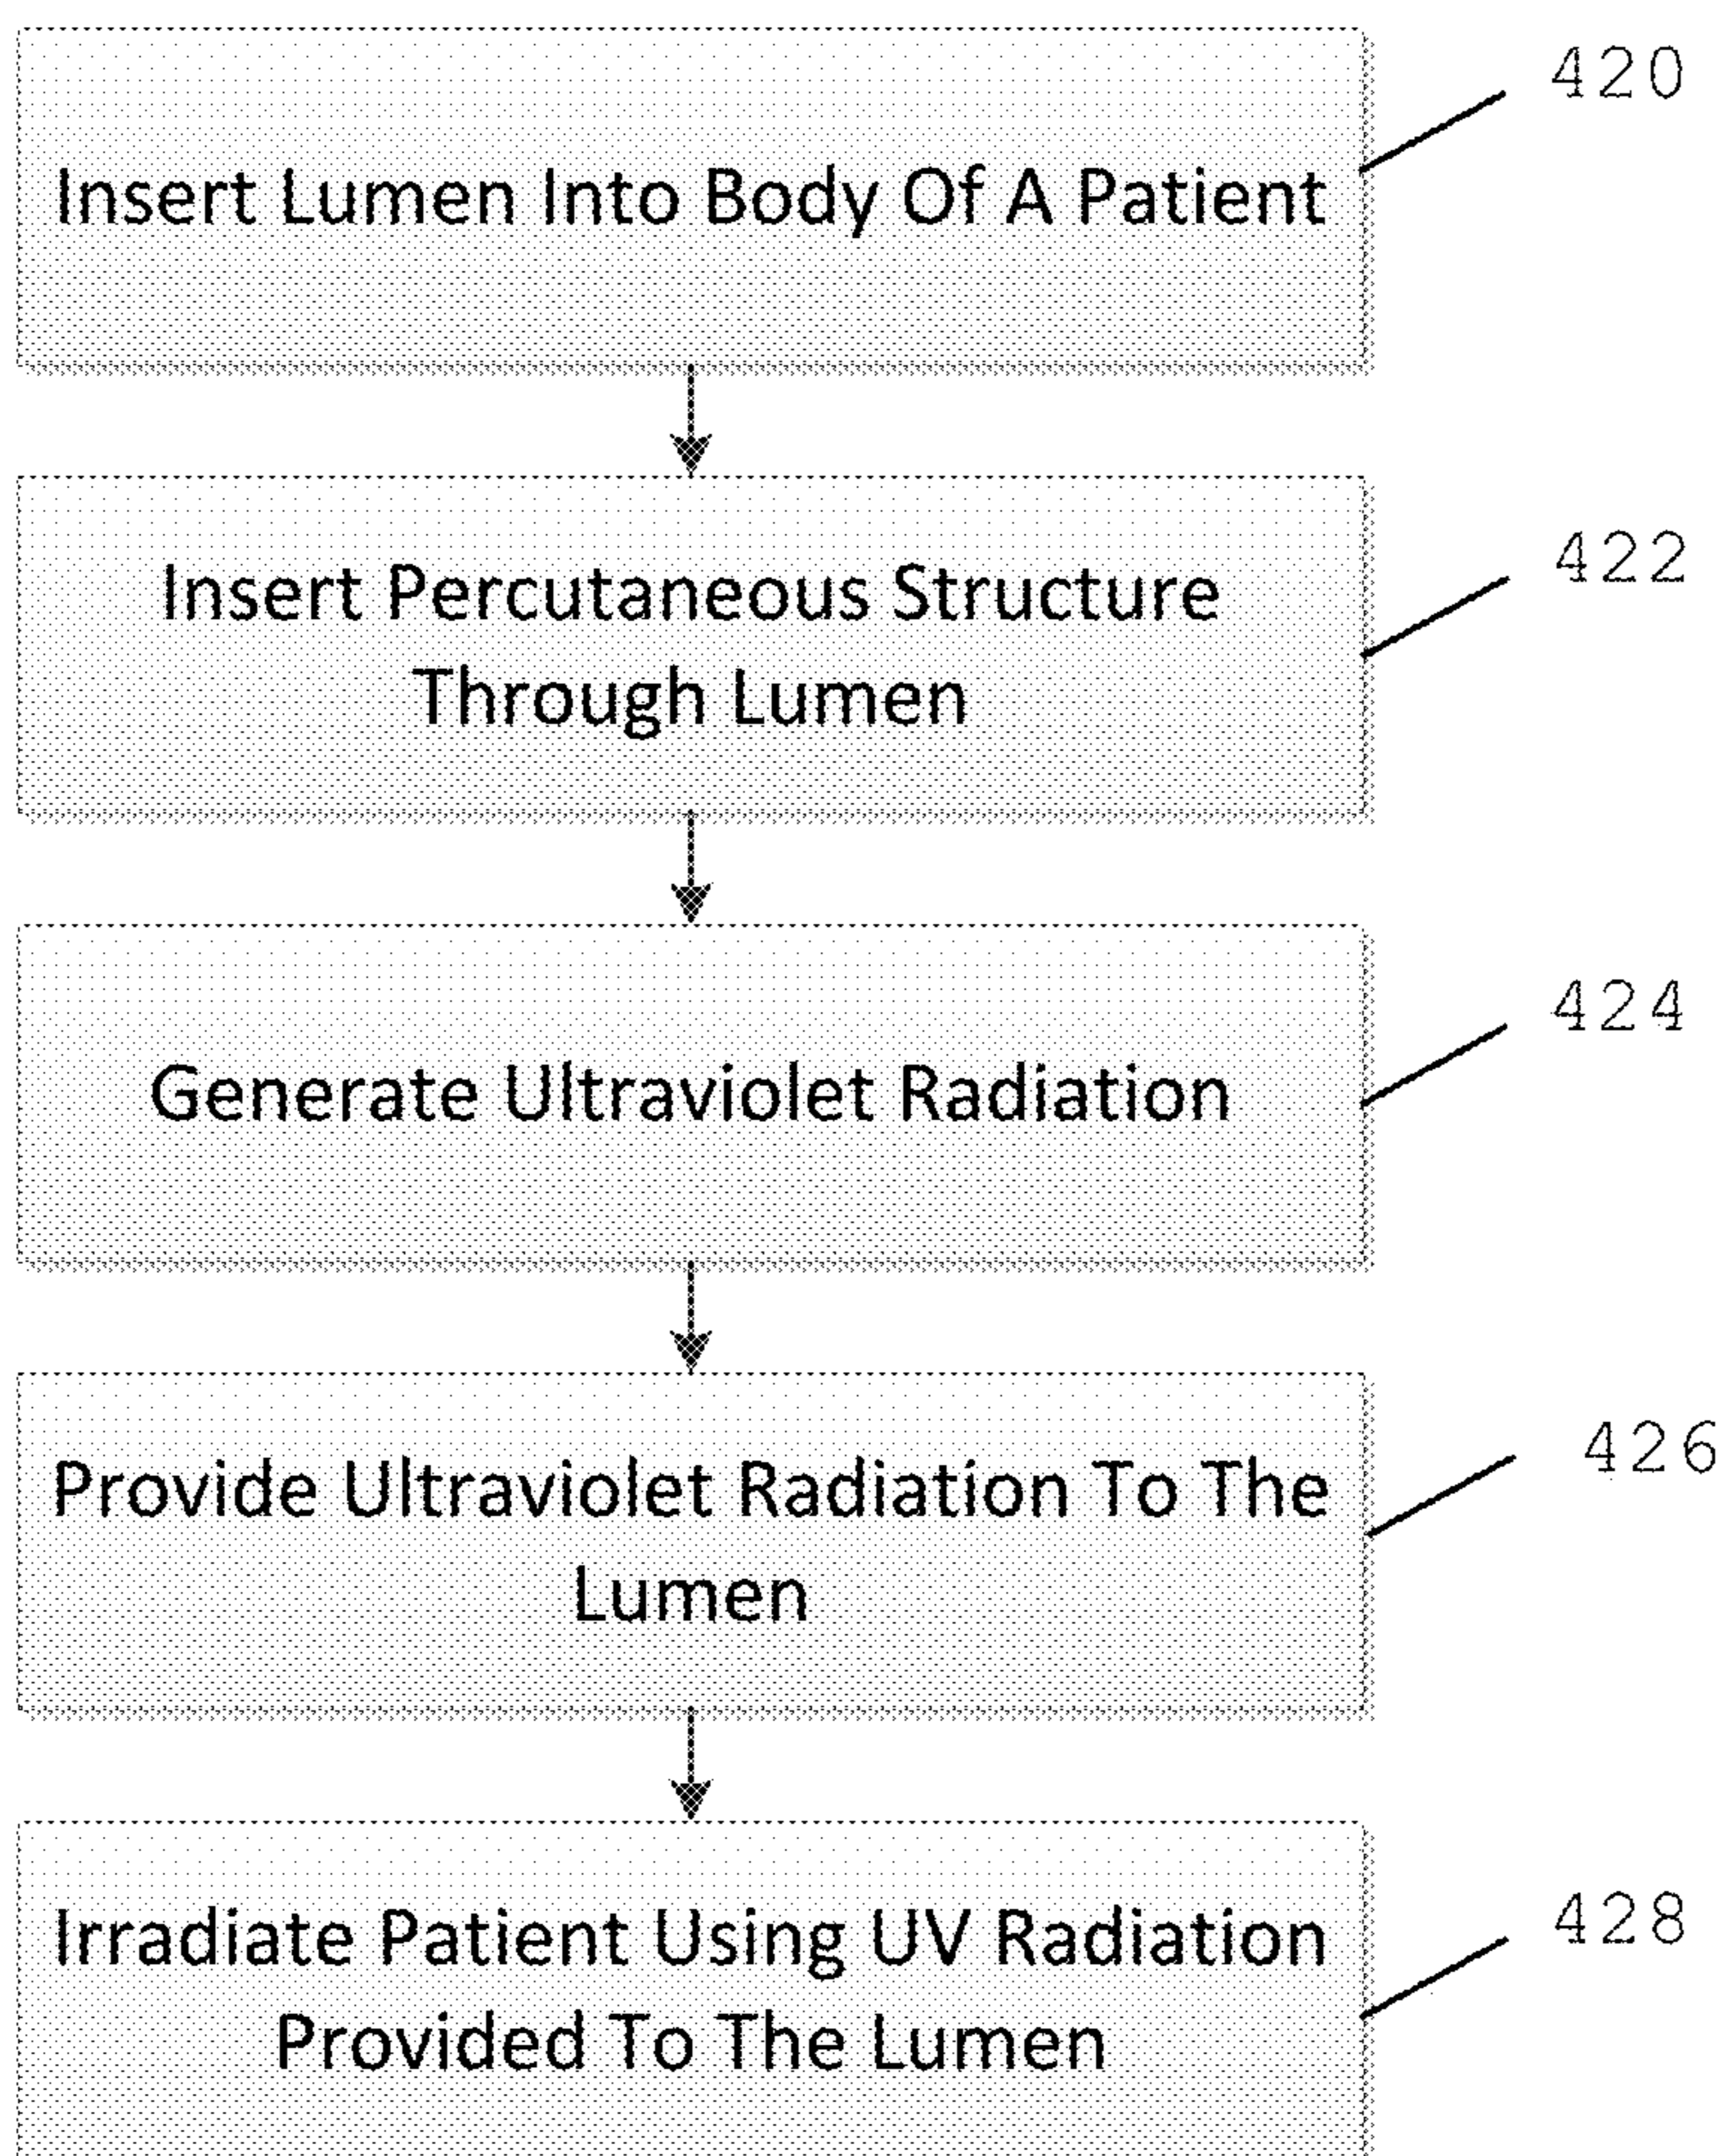 420
Insert Lumen Into Body Of A Patient
422
Insert Percutaneous Structure
Through Lumen
424
Generate Ultraviolet Radiation
426
Provide Ultraviolet Radiation To The
Lumen
428
Irradiate Patient Using UV Radiation
Provided To The Lumen